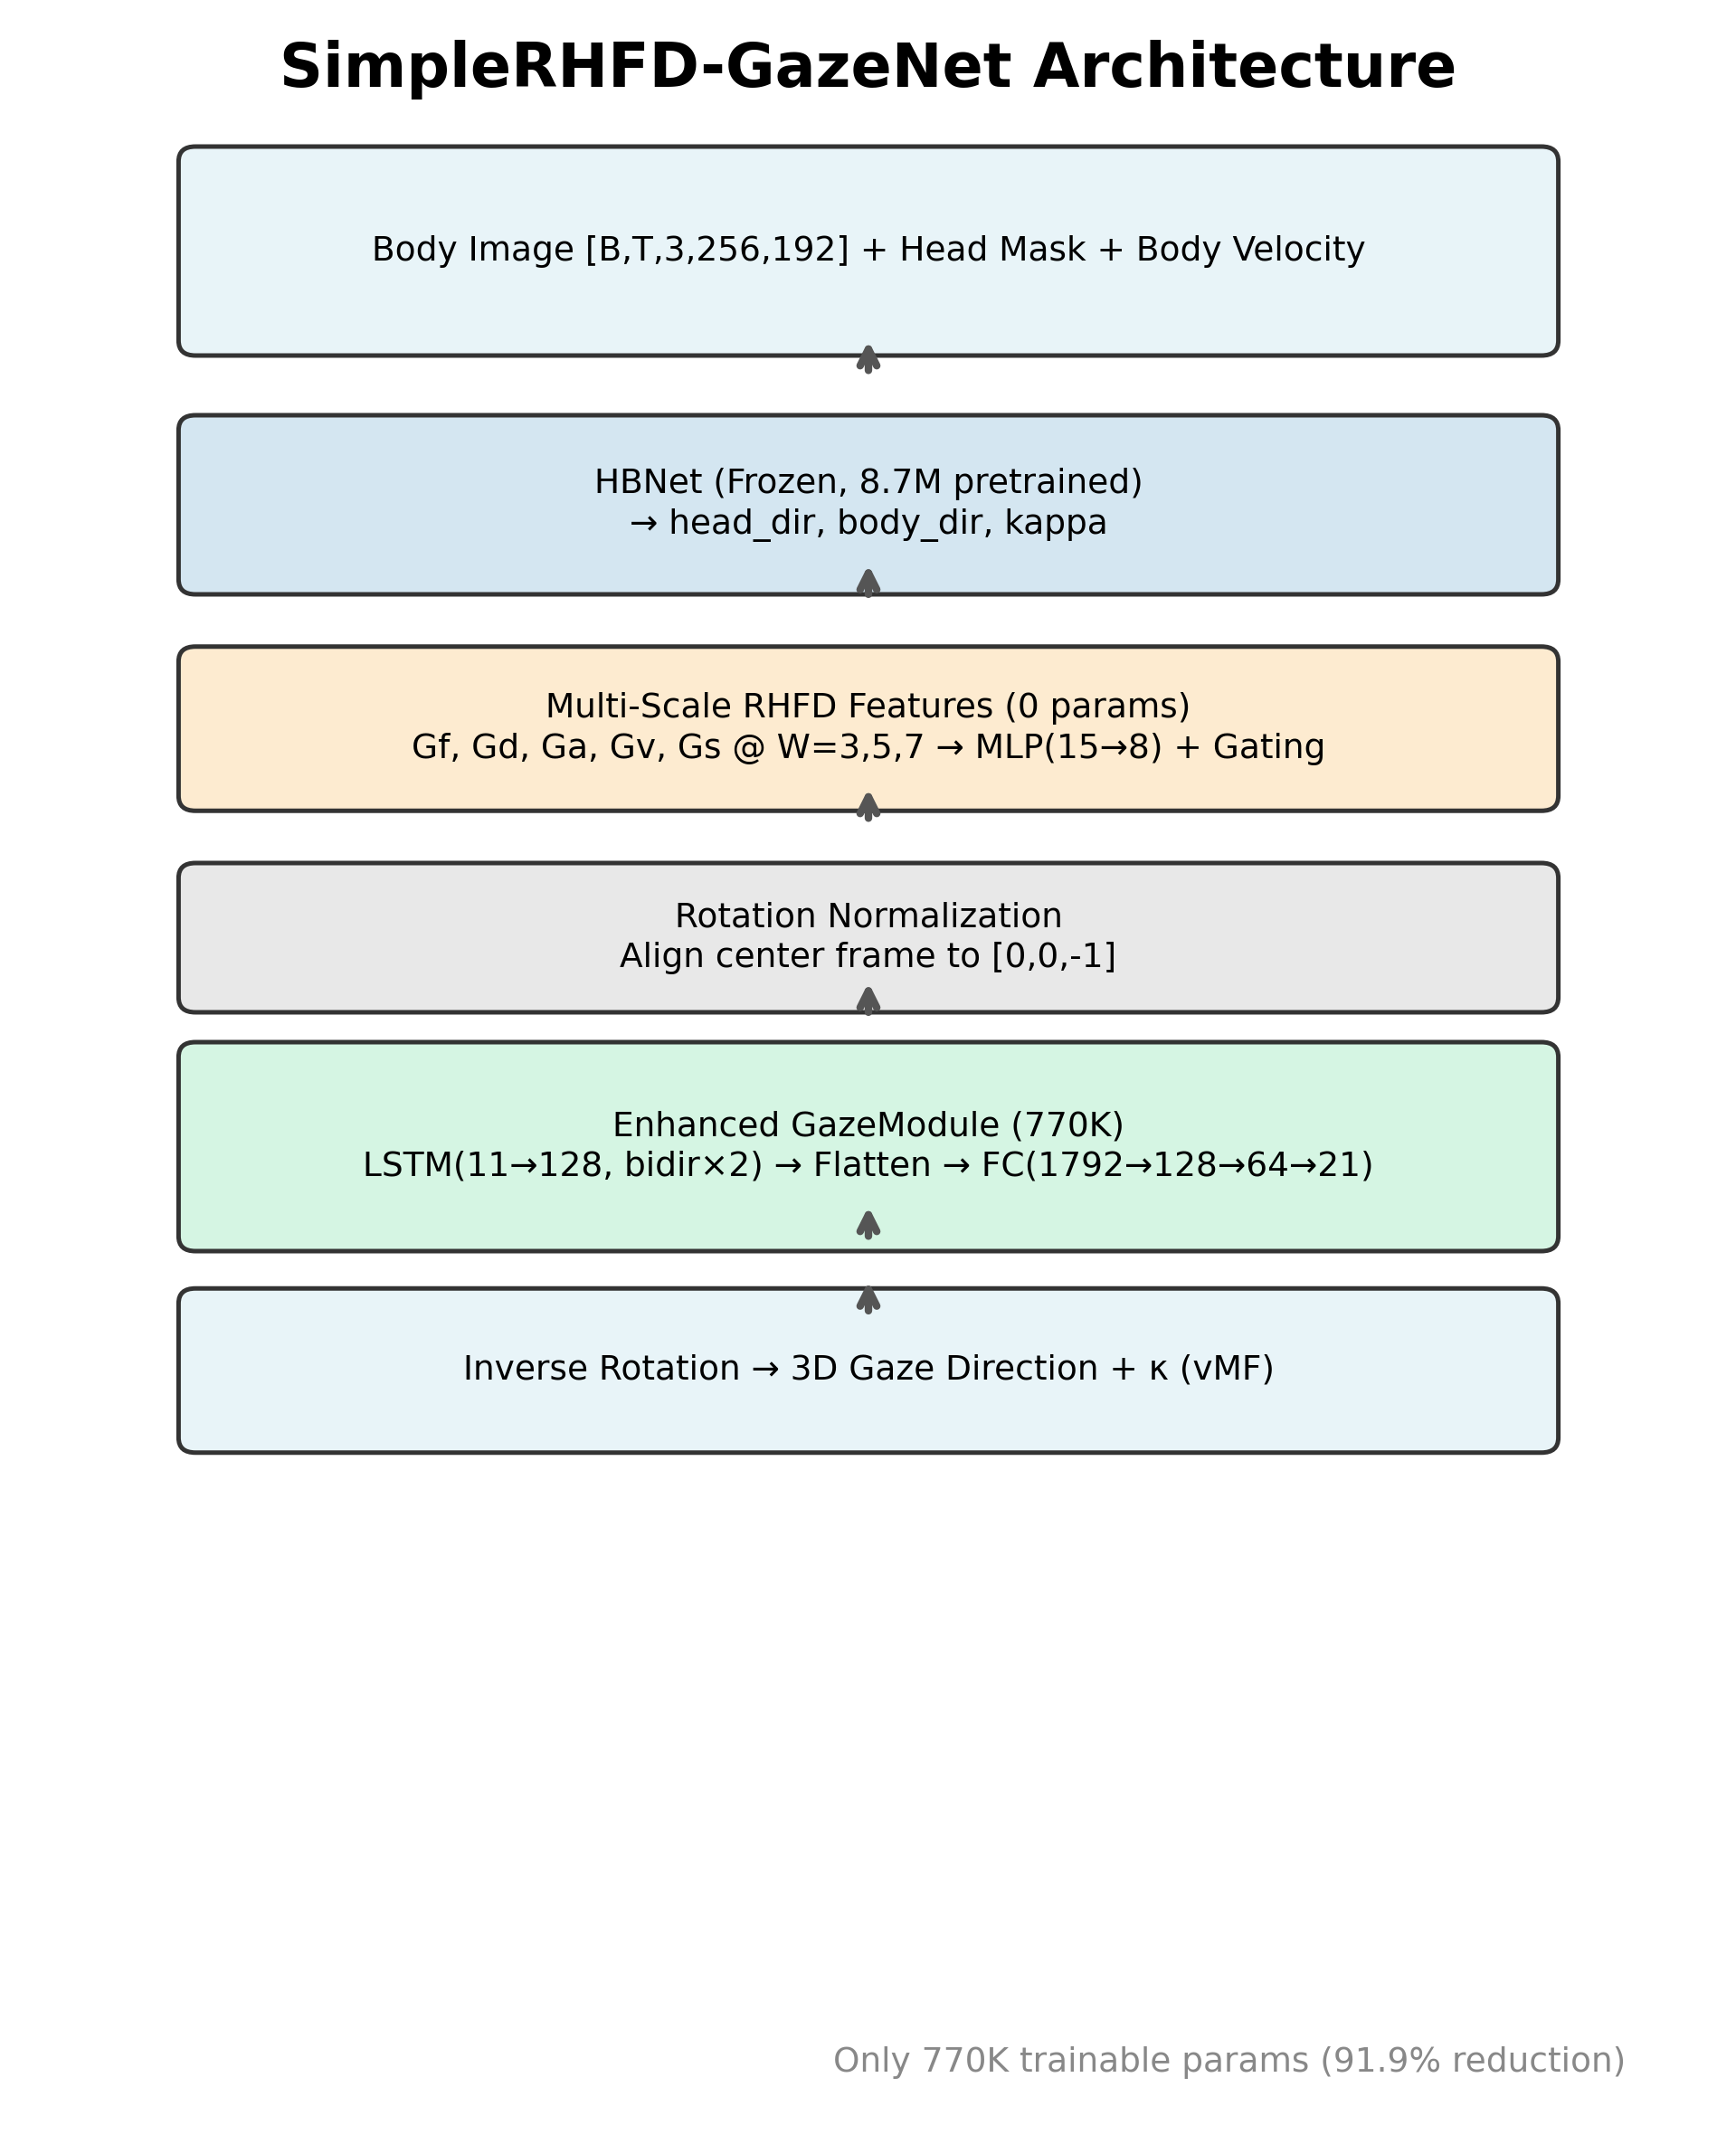 SimpleRHFD-GazeNet Architecture
Body Image [B,T,3,256,192] + Head Mask + Body Velocity
HBNet (Frozen, 8.7M pretrained)
→ head_dir, body_dir, kappa
Multi-Scale RHFD Features (0 params)
Gf, Gd, Ga, Gv, Gs @ W=3,5,7 → MLP(15→8) + Gating
Rotation Normalization
Align center frame to [0,0,-1]
Enhanced GazeModule (770K)
LSTM(11→128, bidir×2) → Flatten → FC(1792→128→64→21)
Inverse Rotation → 3D Gaze Direction + κ (vMF)
Only 770K trainable params (91.9% reduction)